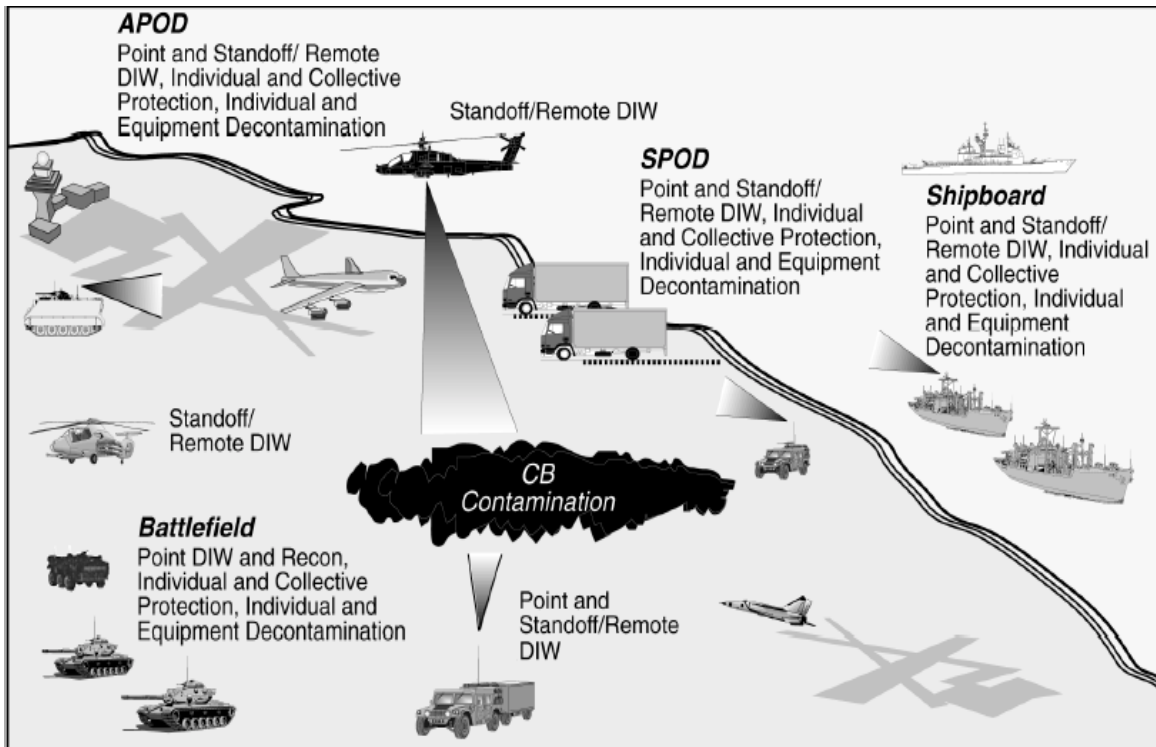 APOD
Point and Standoff/ Remote
DIW, Individual and Collective
Protection, Individual and
Equipment Decontamination
Standoff/Remote DIW
SPOD
Point and Standoff/
Remote DIW, Individual
and Collective Protection,
Individual and Equipment
Decontamination
Shipboard
Point and Standoff/
Remote DIW, Individual
and Collective
Protection, Individual
and Equipment
Decontamination
Standoff/
Remote DIW
CB
Contamination
Battlefield
Point DIW and Recon,
Individual and Collective
Protection, Individual and
Equipment Decontamination
Point and
Standoff/Remote
DIW